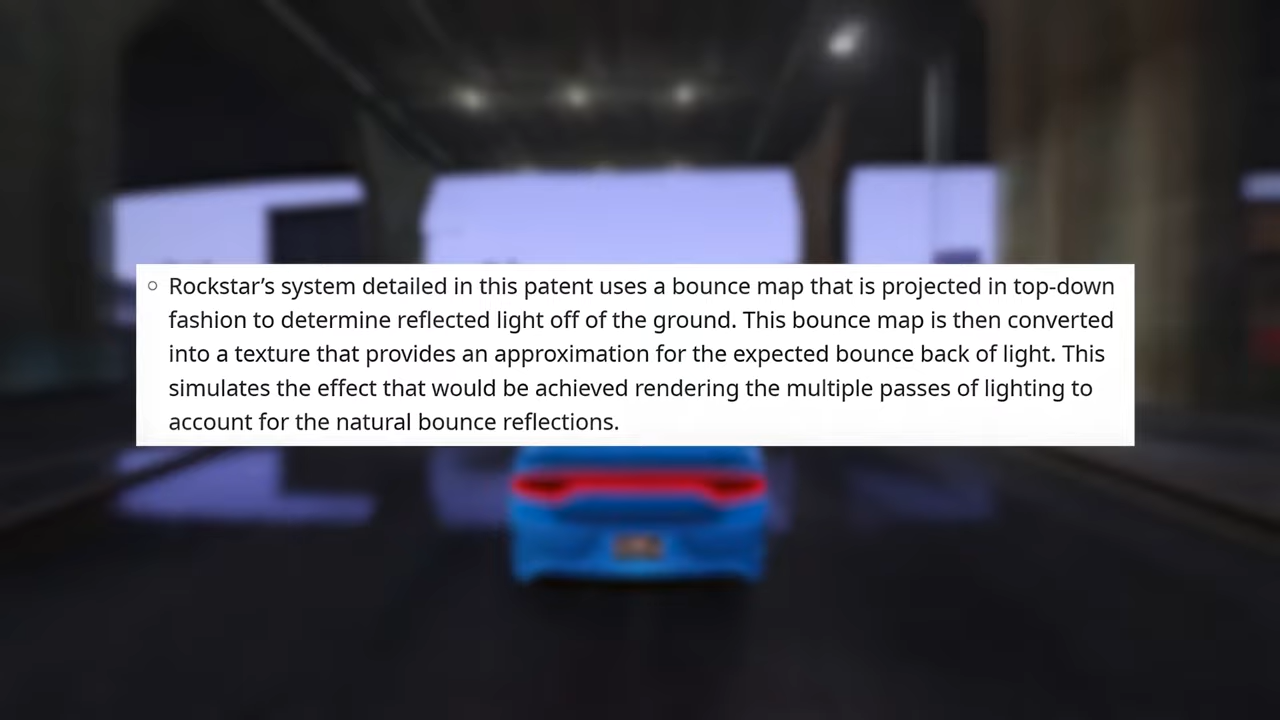 ○ Rockstar’s system detailed in this patent uses a bounce map that is projected in top-down
fashion to determine reflected light off of the ground. This bounce map is then converted
into a texture that provides an approximation for the expected bounce back of light. This
simulates the effect that would be achieved rendering the multiple passes of lighting to
account for the natural bounce reflections.